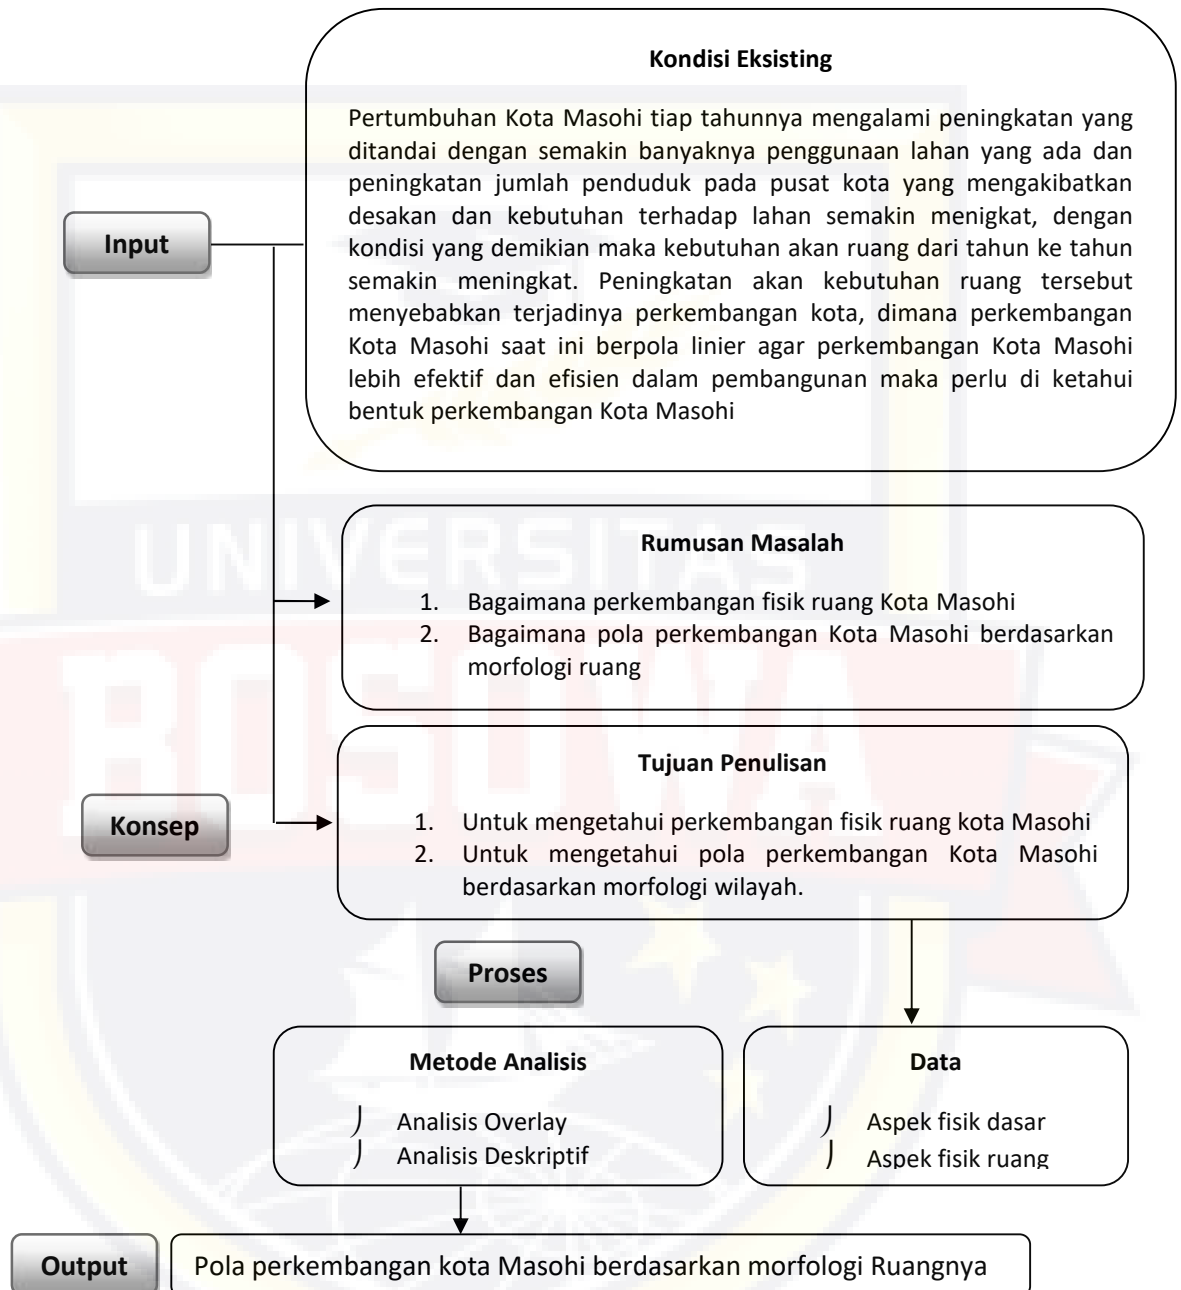 Kondisi Eksisting
Pertumbuhan Kota Masohi tiap tahunnya mengalami peningkatan yang
ditandai dengan semakin banyaknya penggunaan lahan yang ada dan
peningkatan jumlah penduduk pada pusat kota yang mengakibatkan
desakan dan kebutuhan terhadap lahan semakin menigkat, dengan
kondisi yang demikian maka kebutuhan akan ruang dari tahun ke tahun
semakin meningkat. Peningkatan akan kebutuhan ruang tersebut
menyebabkan terjadinya perkembangan kota, dimana perkembangan
Kota Masohi saat ini berpola linier agar perkembangan Kota Masohi
lebih efektif dan efisien dalam pembangunan maka perlu di ketahui
bentuk perkembangan Kota Masohi
Input
UNIVERSITAS
BOSOWA
Rumusan Masalah
1. Bagaimana perkembangan fisik ruang Kota Masohi
2. Bagaimana pola perkembangan Kota Masohi berdasarkan
morfologi ruang
Tujuan Penulisan
Konsep
1. Untuk mengetahui perkembangan fisik ruang kota Masohi
2. Untuk mengetahui pola perkembangan Kota Masohi
berdasarkan morfologi wilayah.
Proses
Metode Analisis
Analisis Overlay
Analisis Deskriptif
Data
Aspek fisik dasar
Aspek fisik ruang
Output
Pola perkembangan kota Masohi berdasarkan morfologi Ruangnya